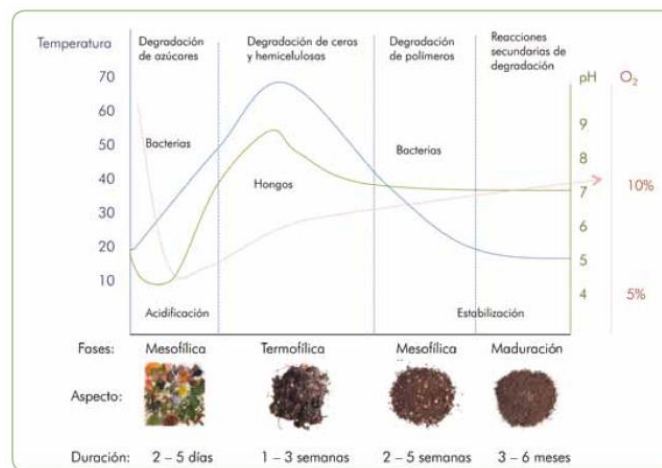 Temperatura
Degradación de azúcares
Degradación de ceras y hemicelulosas
Degradación de polímeros
Reacciones secundarias de degradación
pH
O₂
70
60
50
40
30
20
10
Bacterias
Hongos
Bacterias
9
8
7
6
5
4
10%
5%
Acidificación
Estabilización
Fases: Mesofílica Termofílica Mesofílica Maduración
Aspecto:
Duración: 2 – 5 días 1 – 3 semanas 2 – 5 semanas 3 – 6 meses